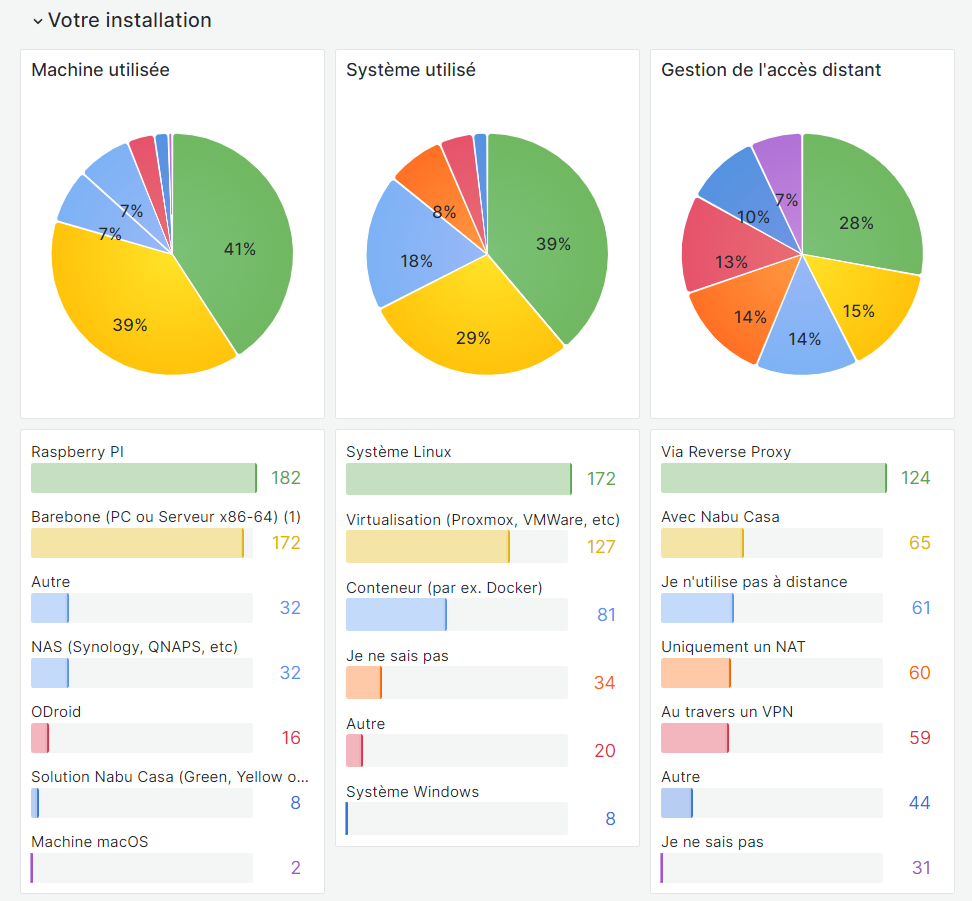 Votre installation
Machine utilisée
41%
39%
7%
7%
Système utilisé
39%
29%
18%
8%
Gestion de l'accès distant
28%
15%
14%
14%
13%
10%
7%
Raspberry PI
182
Barebone (PC ou Serveur x86-64) (1)
172
Autre
32
NAS (Synology, QNAPS, etc)
32
ODroid
16
Solution Nabu Casa (Green, Yellow o...
8
Machine macOS
2
Système Linux
172
Virtualisation (Proxmox, VMWare, etc)
127
Conteneur (par ex. Docker)
81
Je ne sais pas
34
Autre
20
Système Windows
8
Via Reverse Proxy
124
Avec Nabu Casa
65
Je n'utilise pas à distance
61
Uniquement un NAT
60
Au travers un VPN
59
Autre
44
Je ne sais pas
31